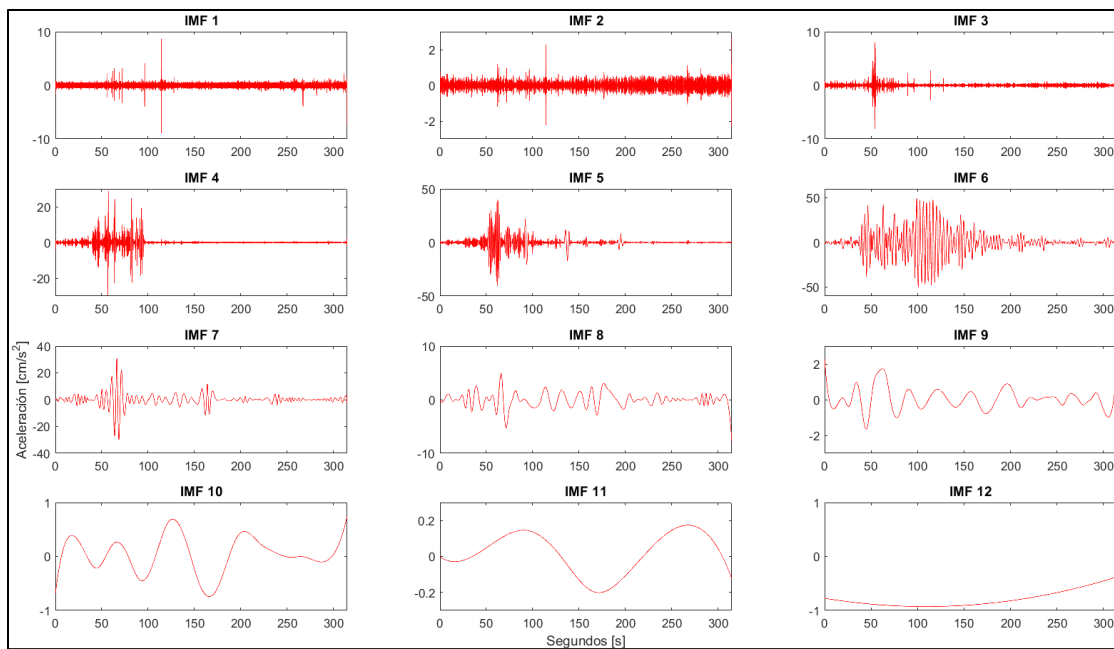 IMF 1 IMF 2 IMF 3
10 2 10
0 0 0
-10 -2 -10
0 50 100 150 200 250 300 0 50 100 150 200 250 300 0 50 100 150 200 250 300
IMF 4 IMF 5 IMF 6
20 50 50
0 0 0
-20 -50 -50
0 50 100 150 200 250 300 0 50 100 150 200 250 300 0 50 100 150 200 250 300
Aceleración [cm/s²]
IMF 7 IMF 8 IMF 9
40 10 2
20
0 0 0
-20
-40 -10 -2
0 50 100 150 200 250 300 0 50 100 150 200 250 300 0 50 100 150 200 250 300
IMF 10 IMF 11 IMF 12
1 0.2 1
0 0 0
-1 -0.2 -1
0 50 100 150 200 250 300 0 50 100 150 200 250 300 0 50 100 150 200 250 300
Segundos [s]